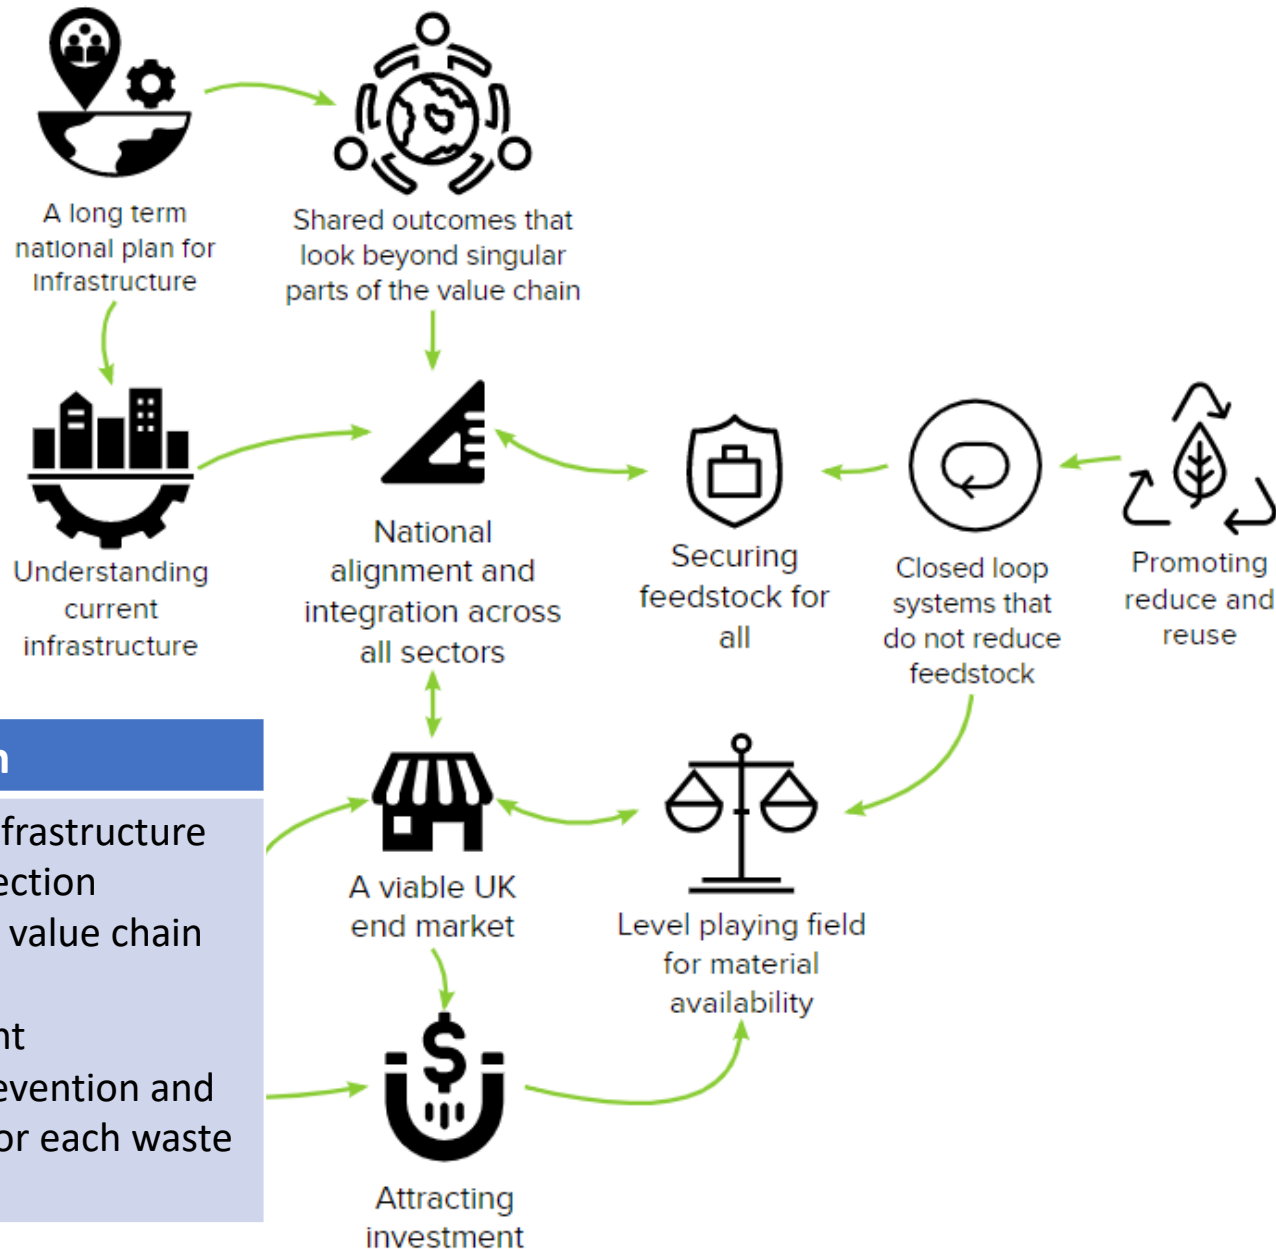 A long term
national plan for
Infrastructure
Shared outcomes that
look beyond singular
parts of the value chain
Understanding
current
infrastructure
National
alignment and
integration across
all sectors
Securing
feedstock for
all
Closed loop
systems that
do not reduce
feedstock
Promoting
reduce and
reuse
n
frastructure
ection
value chain
nt
evention and
or each waste
A viable UK
end market
Level playing field
for material
availability
$
Attracting
investment